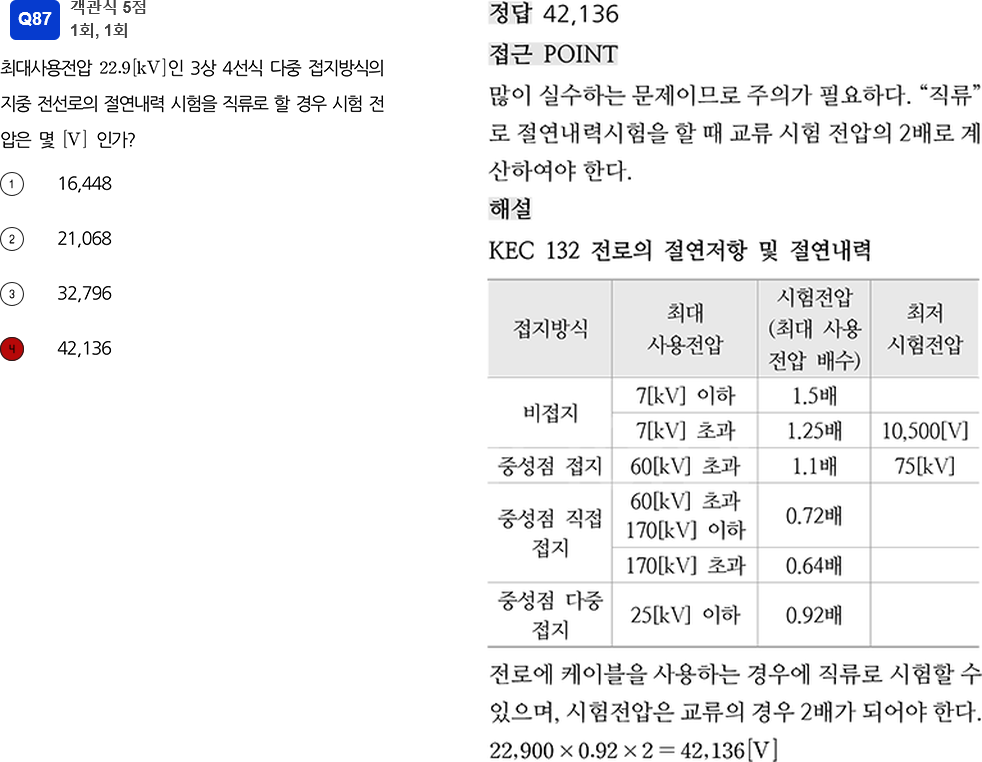 Q87 객관식 5점
1회, 1회
최대사용전압 22.9[kV]인 3상 4선식 다중 접지방식의
지중 전선로의 절연내력 시험을 직류로 할 경우 시험 전
압은 몇 [V] 인가?
1 16,448
2 21,068
3 32,796
4 42,136
정답 42,136
접근 POINT
많이 실수하는 문제이므로 주의가 필요하다. “직류”
로 절연내력시험을 할 때 교류 시험 전압의 2배로 계
산하여야 한다.
해설
KEC 132 전로의 절연저항 및 절연내력
접지방식 최대 사용전압 시험전압 (최대 사용 전압 배수) 최저 시험전압
비접지 7[kV] 이하 1.5배
7[kV] 초과 1.25배 10,500[V]
중성점 접지 60[kV] 초과 1.1배 75[kV]
중성점 직접 접지 60[kV] 초과 170[kV] 이하 0.72배
170[kV] 초과 0.64배
중성점 다중 접지 25[kV] 이하 0.92배
전로에 케이블을 사용하는 경우에 직류로 시험할 수
있으며, 시험전압은 교류의 경우 2배가 되어야 한다.
22,900×0.92×2=42,136[V]